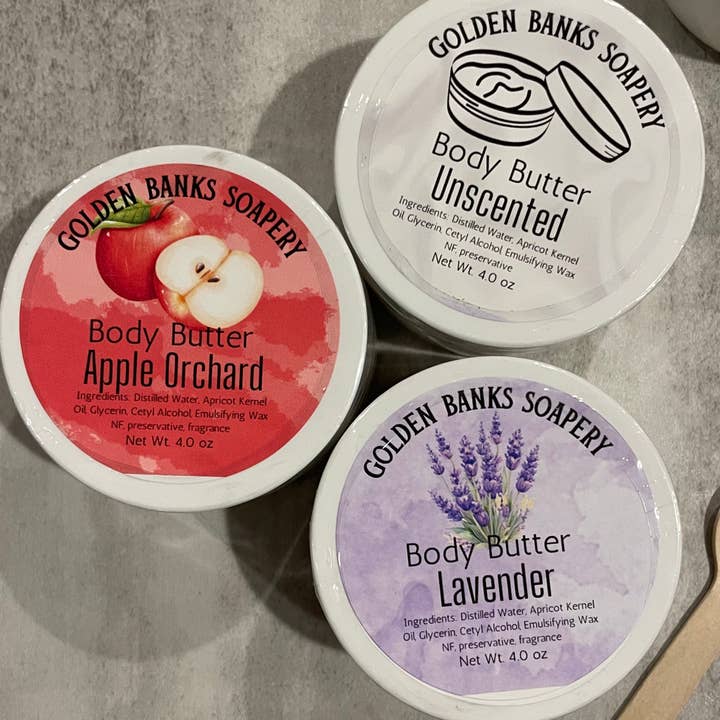 GOLDEN BANKS SOAPERY
Body Butter
Unscented
Ingredients: Distilled Water, Apricot Kernel
Oil, Glycerin, Cetyl Alcohol, Emulsifying Wax
NF, preservative
Net Wt. 4.0 oz
GOLDEN BANKS SOAPERY
Body Butter
Apple Orchard
Ingredients: Distilled Water, Apricot Kernel
Oil, Glycerin, Cetyl Alcohol, Emulsifying Wax
NF, preservative, fragrance
Net Wt. 4.0 oz
GOLDEN BANKS SOAPERY
Body Butter
Lavender
Ingredients: Distilled Water, Apricot Kernel
Oil, Glycerin, Cetyl Alcohol, Emulsifying Wax
NF, preservative, fragrance
Net Wt. 4.0 oz